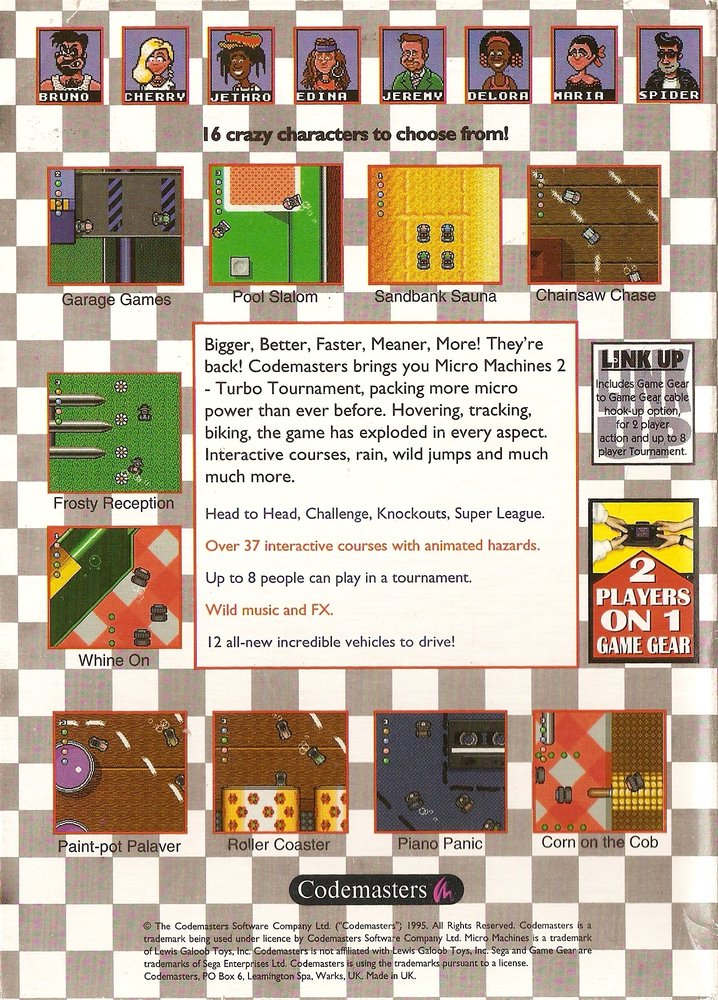 BRUNO
CHERRY
JETHRO
EDINA
JEREMY
DELORA
MARIA
SPIDER
16 crazy characters to choose from!
Garage Games
Pool Slalom
Sandbank Sauna
Chainsaw Chase
Frosty Reception
Whine On
Bigger, Better, Faster, Meaner, More! They're
back! Codemasters brings you Micro Machines 2
- Turbo Tournament, packing more micro
power than ever before. Hovering, tracking,
biking, the game has exploded in every aspect.
Interactive courses, rain, wild jumps and much
much more.
Head to Head, Challenge, Knockouts, Super League.
Over 37 interactive courses with animated hazards.
Up to 8 people can play in a tournament.
Wild music and FX.
12 all-new incredible vehicles to drive!
LINK UP
Includes Game Gear
to Game Gear cable
hook-up option,
for 2 player
action and up to 8
player Tournament.
2
PLAYERS
ON 1
GAME GEAR
Paint-pot Palaver
Roller Coaster
Piano Panic
Corn on the Cob
Codemasters
© The Codemasters Software Company Ltd. ("Codemasters") 1995. All Rights Reserved. Codemasters is a
trademark being used under licence by Codemasters Software Company Ltd. Micro Machines is a trademark
of Lewis Galoob Toys, Inc. Codemasters is not affiliated with Lewis Galoob Toys, Inc. Sega and Game Gear are
trademarks of Sega Enterprises Ltd. Codemasters is using the trademarks pursuant to a license.
Codemasters, PO Box 6, Leamington Spa, Warks, UK. Made in UK.